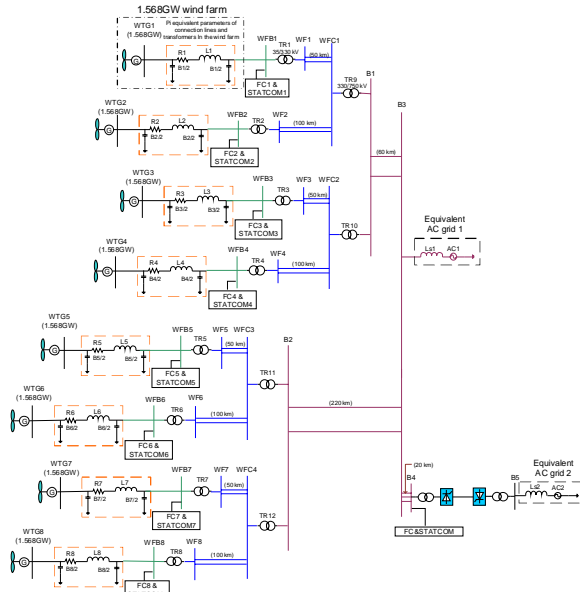 1.568GW wind farm
WTG1
(1.568GW)
Pi equivalent parameters of
connection lines and
transformers in the wind farm
R1
L1
B1/2
B1/2
G
WFB1
TR1
35/330 kV
WF1
(50 km)
WFC1
FC1 &
STATCOM1
TR9
330/750 kV
B1
B3
WTG2
(1.568GW)
R2
L2
B2/2
B2/2
G
WFB2
TR2
WF2
(100 km)
FC2 &
STATCOM2
(60 km)
WTG3
(1.568GW)
R3
L3
B3/2
B3/2
G
WFB3
TR3
WF3
(50 km)
WFC2
FC3 &
STATCOM3
TR10
Equivalent
AC grid 1
Ls1
AC1
WTG4
(1.568GW)
R4
L4
B4/2
B4/2
G
WFB4
TR4
WF4
(100 km)
FC4 &
STATCOM4
WTG5
(1.568GW)
R5
L5
B5/2
B5/2
G
WFB5
TR5
WF5
(50 km)
WFC3
B2
FC5 &
STATCOM5
TR11
WTG6
(1.568GW)
R6
L6
B6/2
B6/2
G
WFB6
TR6
WF6
(100 km)
FC6 &
STATCOM6
(220 km)
WTG7
(1.568GW)
R7
L7
B7/2
B7/2
G
WFB7
TR7
WF7
(50 km)
WFC4
FC7 &
STATCOM7
TR12
(20 km)
B4
B5
Equivalent
AC grid 2
Ls2
AC2
FC&STATCOM
WTG8
(1.568GW)
R8
L8
B8/2
B8/2
G
WFB8
TR8
WF8
(100 km)
FC8 &